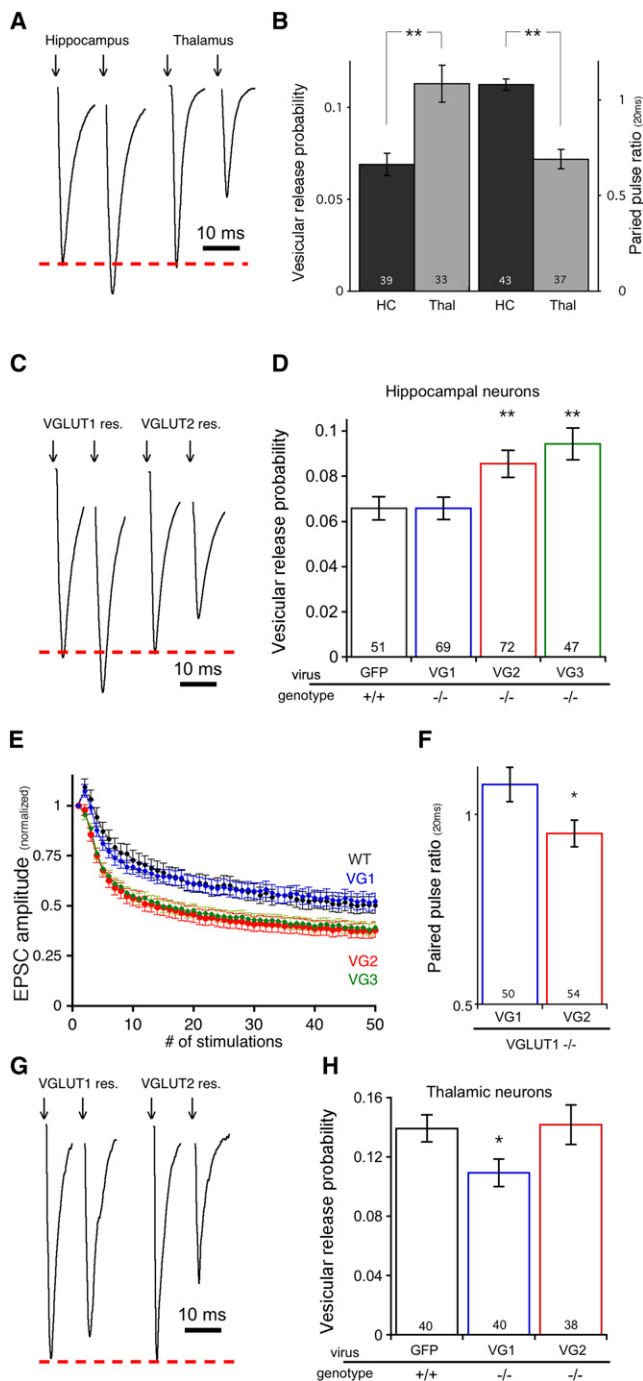 A
Hippocampus Thalamus
10 ms
B
** **
Vesicular release probability
0.1
0.05
0
39 33 43 37
HC Thal HC Thal
1
0.5
0
Paried pulse ratio (20ms)
C
VGLUT1 res. VGLUT2 res.
10 ms
D
Hippocampal neurons
** **
Vesicular release probability
0.1
0.08
0.06
0.04
0.02
0
51 69 72 47
virus GFP VG1 VG2 VG3
genotype +/+ -/- -/- -/-
E
EPSC amplitude (normalized)
1
0.75
0.5
0.25
0
WT
VG1
VG2
VG3
0 10 20 30 40 50
# of stimulations
F
Paired pulse ratio (20ms)
1
0.5
*
50 54
VG1 VG2
VGLUT1 -/-
G
VGLUT1 res. VGLUT2 res.
10 ms
H
Thalamic neurons
*
Vesicular release probability
0.16
0.12
0.08
0.04
0
40 40 38
virus GFP VG1 VG2
genotype +/+ -/- -/-